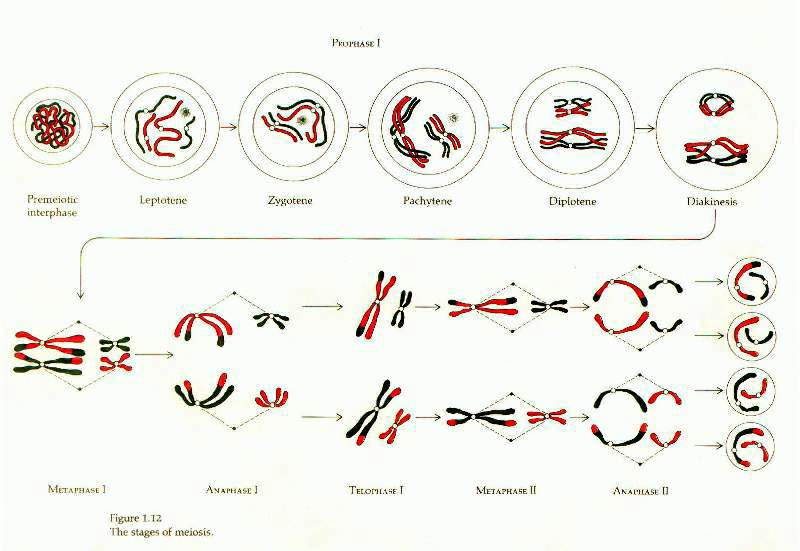 Prophase I
Premeiotic
interphase
Leptotene
Zygotene
Pachytene
Diplotene
Diakinesis
Metaphase I
Anaphase I
Telophase I
Metaphase II
Anaphase II
Figure 1.12
The stages of meiosis.